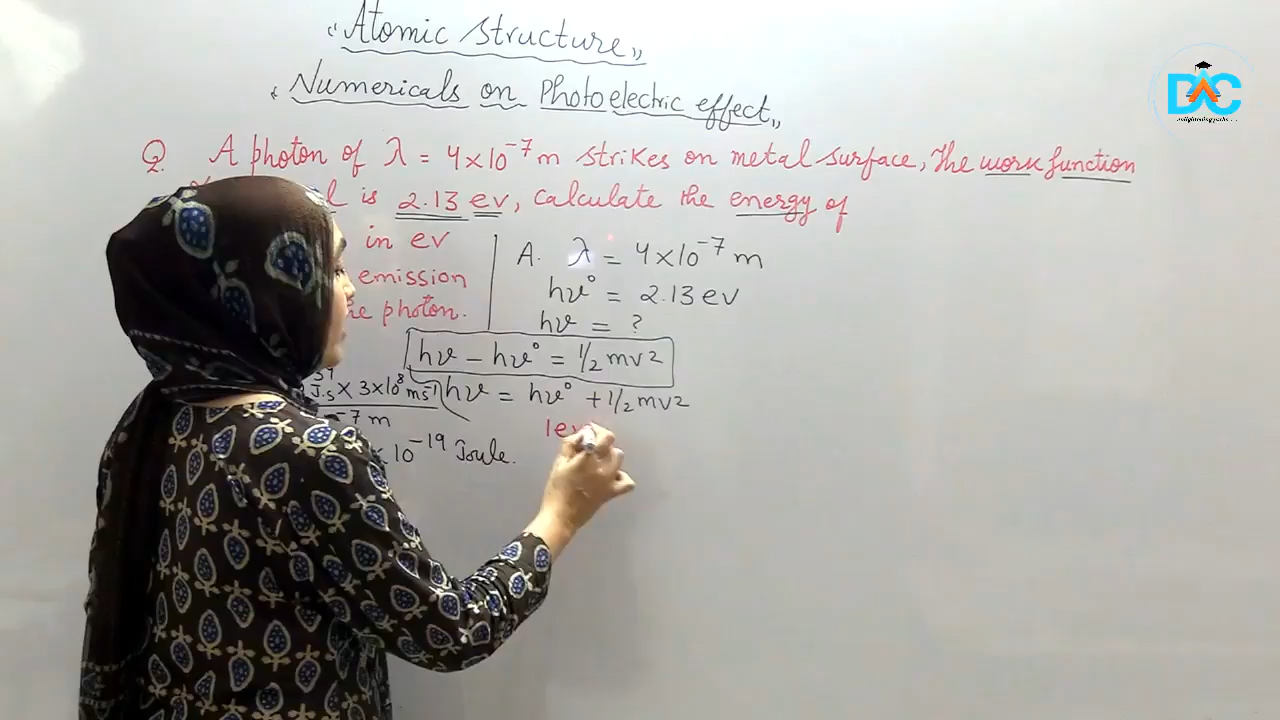 "Atomic structure"
"Numericals on Photoelectric effect"
Q. A photon of λ = 4×10⁻⁷ m strikes on metal surface, The work function
is 2.13 ev, calculate the energy of
in ev
emission
photon.
A. λ = 4×10⁻⁷ m
hν° = 2.13 ev
hν = ?
hν - hν° = 1/2 mv2
hν = hν° + 1/2 mv2
J.s × 3×10⁸ ms⁻¹
⁻⁷ m
×10⁻¹⁹ Joule.
1ev
DAC